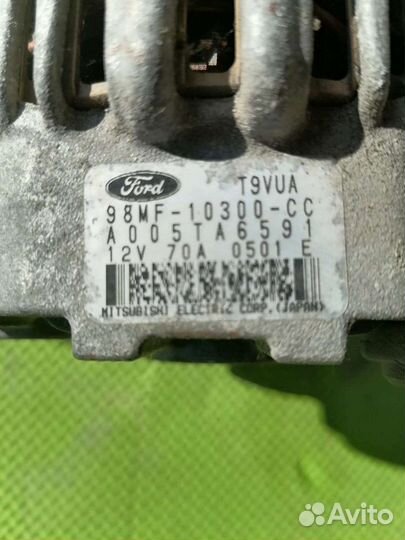 Ford T9VUA
98MF-10300-CC
A005TA6591
12V 70A 0501 E
MITSUBISHI ELECTRIC CORP.(JAPAN)
Avito